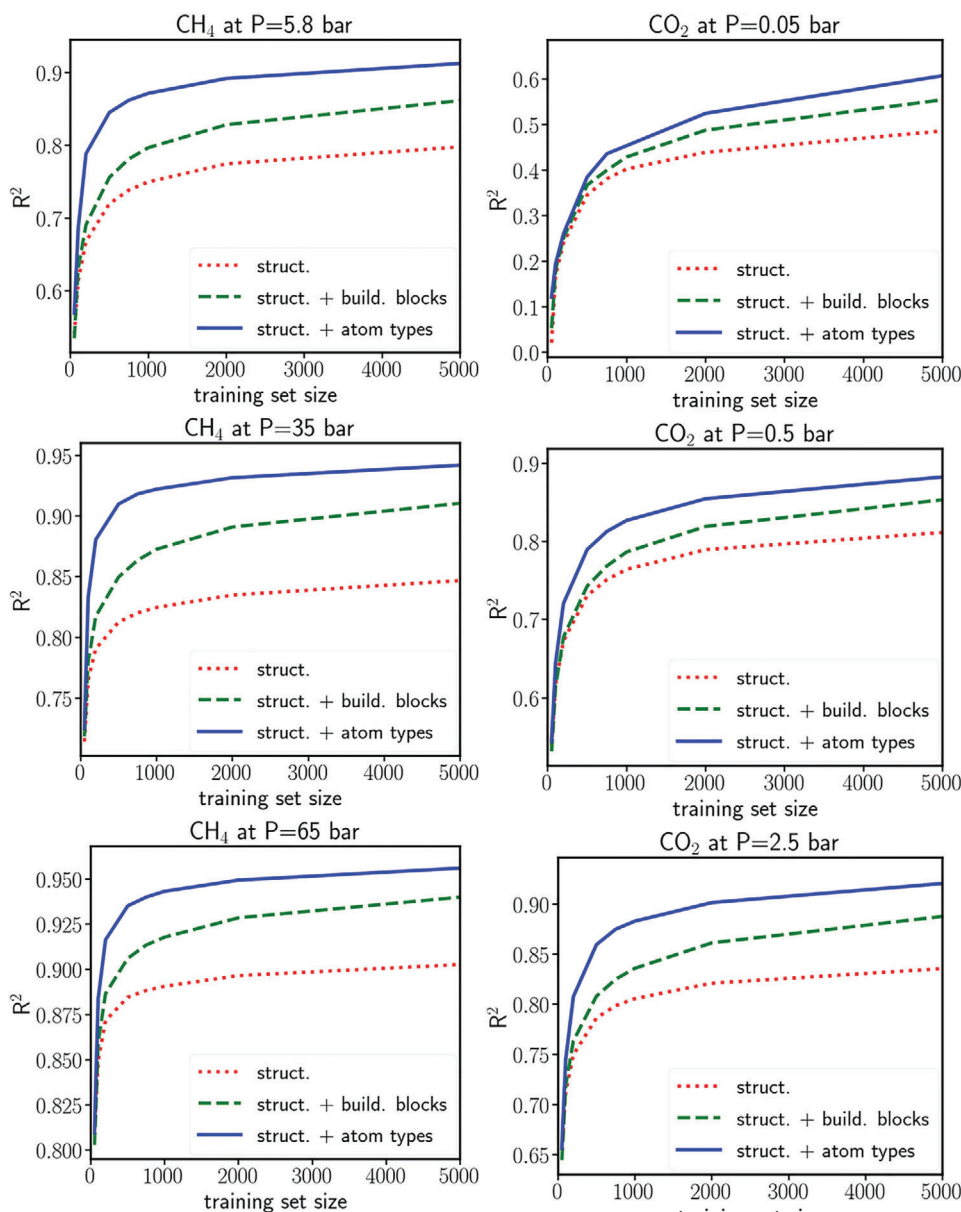 CH₄ at P=5.8 bar
R²
0.9
0.8
0.7
0.6
struct.
struct. + build. blocks
struct. + atom types
0 1000 2000 3000 4000 5000
training set size
CO₂ at P=0.05 bar
R²
0.6
0.5
0.4
0.3
0.2
0.1
0.0
struct.
struct. + build. blocks
struct. + atom types
0 1000 2000 3000 4000 5000
training set size
CH₄ at P=35 bar
R²
0.95
0.90
0.85
0.80
0.75
struct.
struct. + build. blocks
struct. + atom types
0 1000 2000 3000 4000 5000
training set size
CO₂ at P=0.5 bar
R²
0.9
0.8
0.7
0.6
struct.
struct. + build. blocks
struct. + atom types
0 1000 2000 3000 4000 5000
training set size
CH₄ at P=65 bar
R²
0.950
0.925
0.900
0.875
0.850
0.825
0.800
struct.
struct. + build. blocks
struct. + atom types
0 1000 2000 3000 4000 5000
training set size
CO₂ at P=2.5 bar
R²
0.90
0.85
0.80
0.75
0.70
0.65
struct.
struct. + build. blocks
struct. + atom types
0 1000 2000 3000 4000 5000
training set size